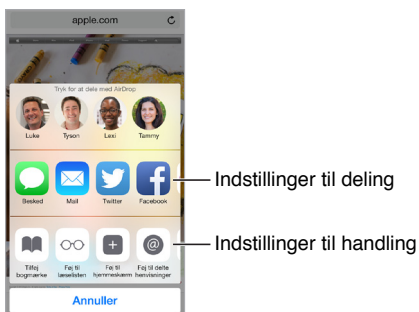 apple.com
Tryk for at dele med AirDrop
Luke Tyson Lexi Tammy
Besked Mail Twitter Facebook
Indstillinger til deling
Indstillinger til handling
Tilføj bogmærke
Føj til læselisten
Føj til hjemmeskærm
Føj til delte henvisninger
Annuller